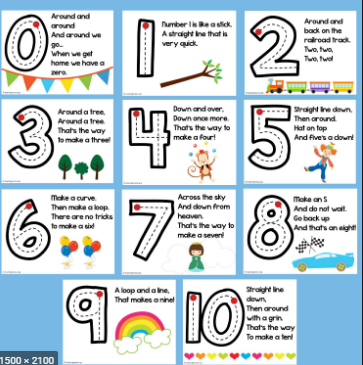 0
Around and
around
And around we
go...
When we get
home we have a
zero.
1
Number 1 is like a stick.
A straight line that is
very quick.
2
Around and
back on the
railroad track.
Two, two,
Two, two!
3
Around a tree,
Around a tree.
That's the way
to make a three!
4
Down and over,
Down once more.
That's the way to
make a four!
5
Straight line down,
Then around.
Hat on top
And five's a down!
6
Make a curve.
Then make a loop.
There are no tricks
to make a six!
7
Across the sky
And down from
heaven.
That's the way to
make a seven!
8
Make an S
And do not wait.
Go back up
And that's an eight!
9
A loop and a line,
That makes a nine!
10
Straight line
down,
Then around
with a grin.
That's the way
To make a ten!
1500 × 2100